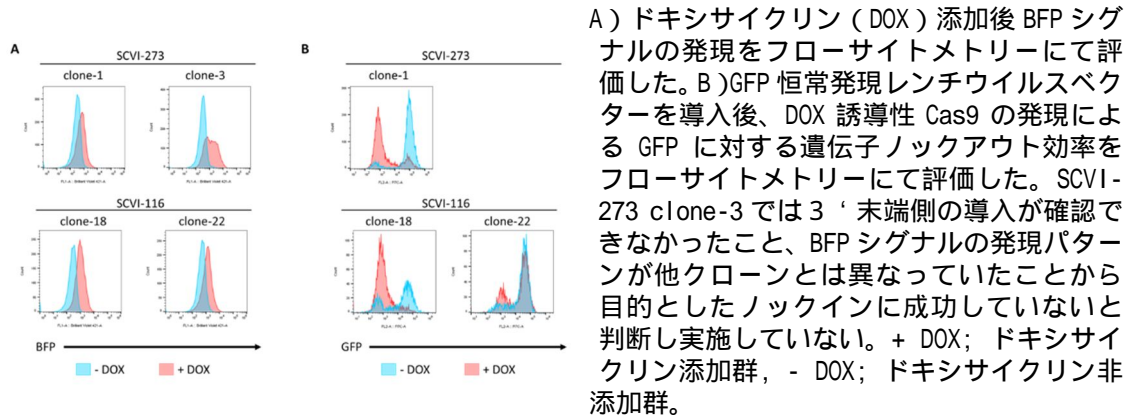 A
SCVI-273
clone-1
clone-3
SCVI-116
clone-18
clone-22
BFP
- DOX
+ DOX
B
SCVI-273
clone-1
SCVI-116
clone-18
clone-22
GFP
- DOX
+ DOX
A)ドキシサイクリン(DOX)添加後 BFP シグ
ナルの発現をフローサイトメトリーにて評
価した。B)GFP 恒常発現レンチウイルスベク
ターを導入後、DOX 誘導性 Cas9 の発現によ
る GFP に対する遺伝子ノックアウト効率を
フローサイトメトリーにて評価した。SCVI-
273 clone-3 では3‘末端側の導入が確認で
きなかったこと、BFP シグナルの発現パター
ンが他クローンとは異なっていたことから
目的としたノックインに成功していないと
判断し実施していない。+ DOX; ドキシサイ
クリン添加群, - DOX; ドキシサイクリン非
添加群。